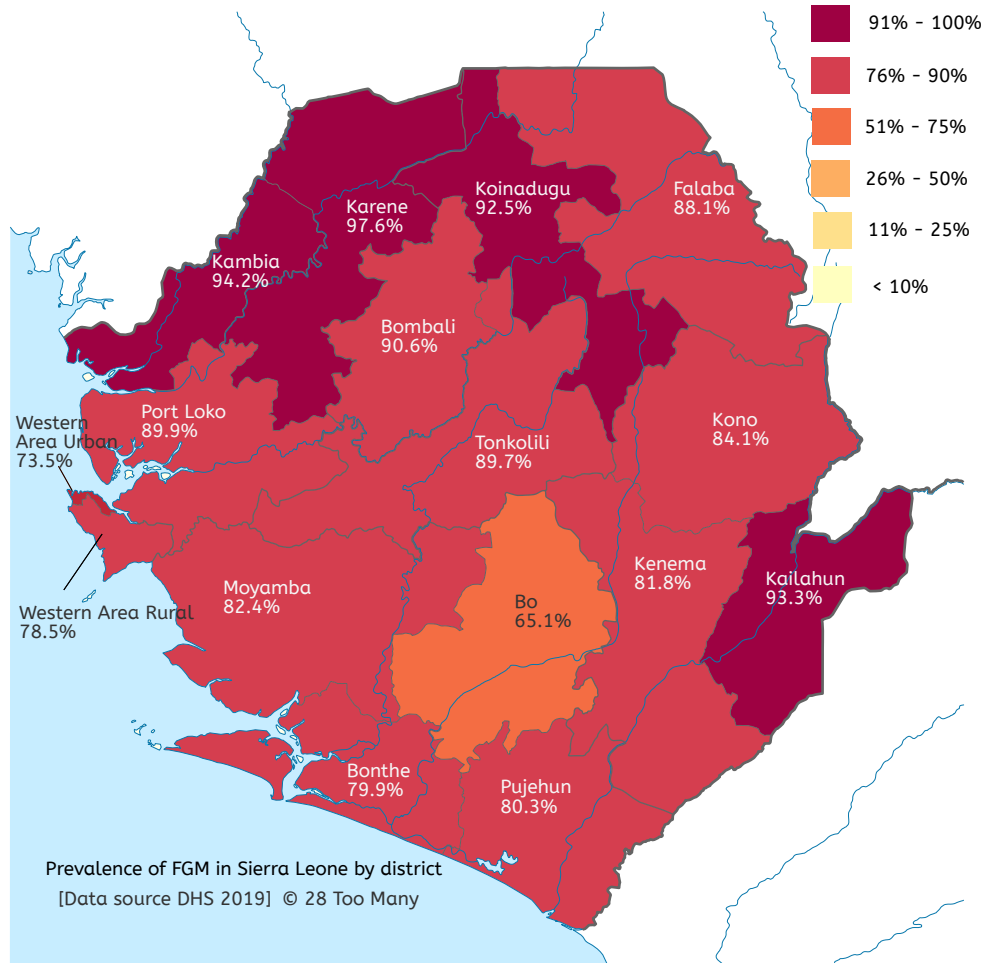 91% - 100%
76% - 90%
51% - 75%
26% - 50%
11% - 25%
< 10%
Koinadugu
92.5%
Falaba
88.1%
Karene
97.6%
Kambia
94.2%
Bombali
90.6%
Port Loko
89.9%
Western
Area Urban
73.5%
Tonkolili
89.7%
Kono
84.1%
Kenema
81.8%
Kailahun
93.3%
Moyamba
82.4%
Bo
65.1%
Western Area Rural
78.5%
Bonthe
79.9%
Pujehun
80.3%
Prevalence of FGM in Sierra Leone by district
[Data source DHS 2019] © 28 Too Many